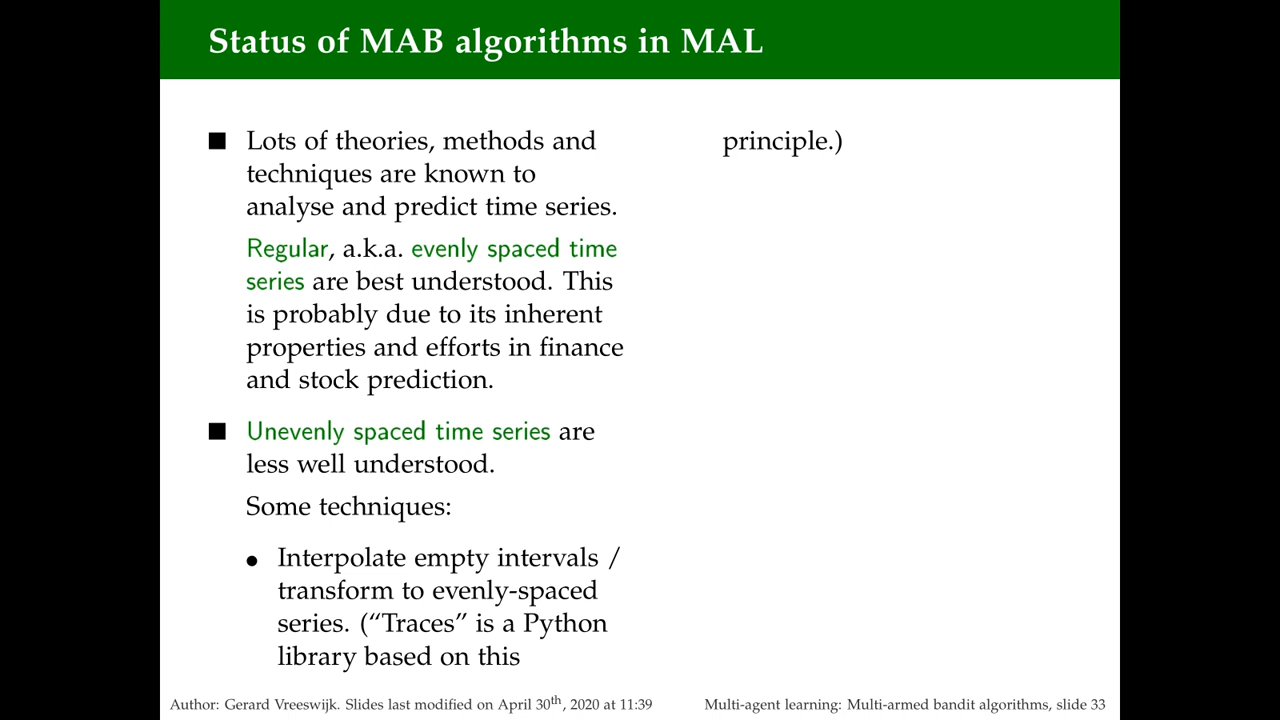 Status of MAB algorithms in MAL
■ Lots of theories, methods and
techniques are known to
analyse and predict time series.
Regular, a.k.a. evenly spaced time
series are best understood. This
is probably due to its inherent
properties and efforts in finance
and stock prediction.
■ Unevenly spaced time series are
less well understood.
Some techniques:
● Interpolate empty intervals /
transform to evenly-spaced
series. (“Traces” is a Python
library based on this
principle.)
Author: Gerard Vreeswijk. Slides last modified on April 30th, 2020 at 11:39
Multi-agent learning: Multi-armed bandit algorithms, slide 33